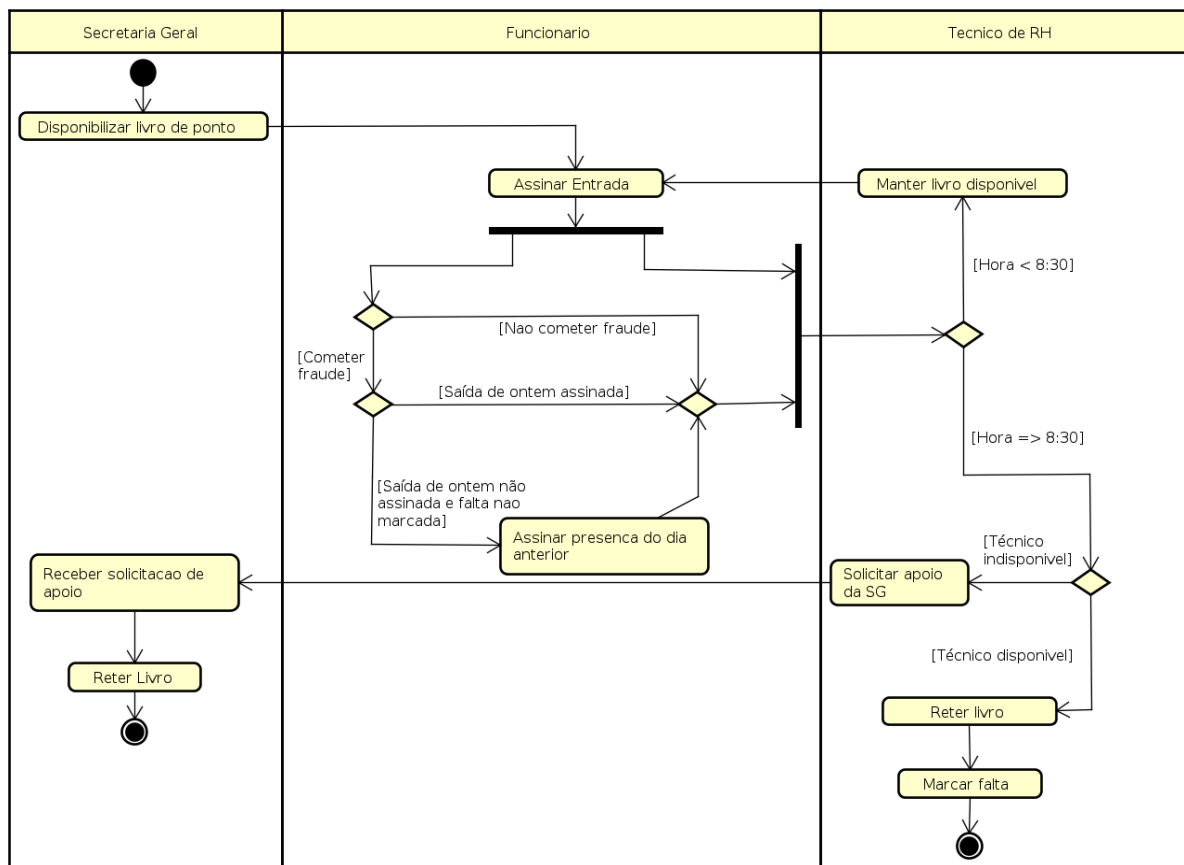 Secretaria Geral
Funcionario
Tecnico de RH
Disponibilizar livro de ponto
Assinar Entrada
Manter livro disponivel
[Hora < 8:30]
[Nao cometer fraude]
[Cometer
fraude]
[Saída de ontem assinada]
[Hora => 8:30]
[Saída de ontem não
assinada e falta nao
marcada]
Assinar presenca do dia
anterior
[Técnico
indisponivel]
Receber solicitacao de
apoio
Solicitar apoio
da SG
[Técnico disponivel]
Reter Livro
Reter livro
Marcar falta